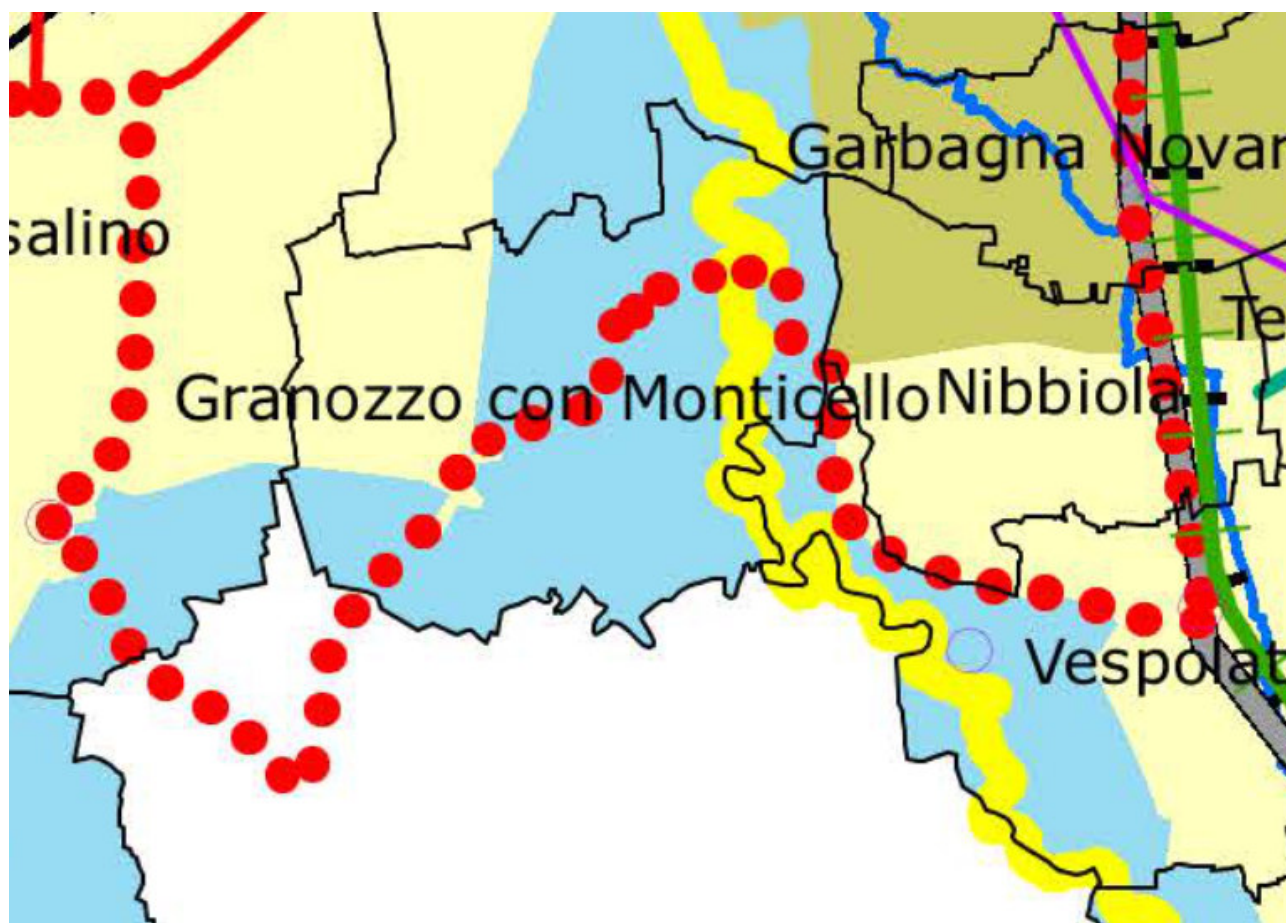 Garbagna Novar
salino
Te
Granozzo con Monticello
Nibbiola
Vespolat